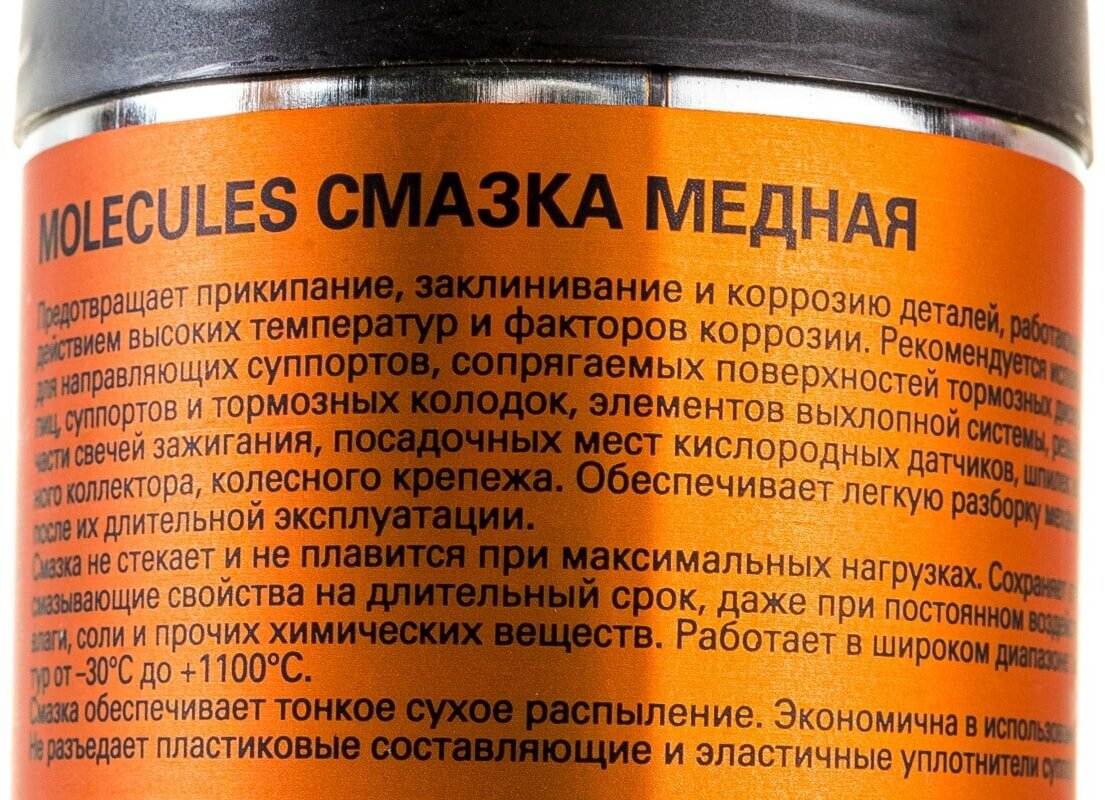 MOLECULES СМАЗКА МЕДНАЯ
Предотвращает прикипание, заклинивание и коррозию деталей,
действием высоких температур и факторов коррозии. Рекомендуется
для направляющих суппортов, сопрягаемых поверхностей тормозных
суппортов и тормозных колодок, элементов выхлопной системы,
части свечей зажигания, посадочных мест кислородных датчиков, шпилек
ного коллектора, колесного крепежа. Обеспечивает легкую разборку
после их длительной эксплуатации.
Смазка не стекает и не плавится при максимальных нагрузках. Сохраняет
смазывающие свойства на длительный срок, даже при постоянном
влаги, соли и прочих химических веществ. Работает в широком диапазоне
тур от -30°C до +1100°C.
Смазка обеспечивает тонкое сухое распыление. Экономична в
Не разъедает пластиковые составляющие и эластичные уплотнители